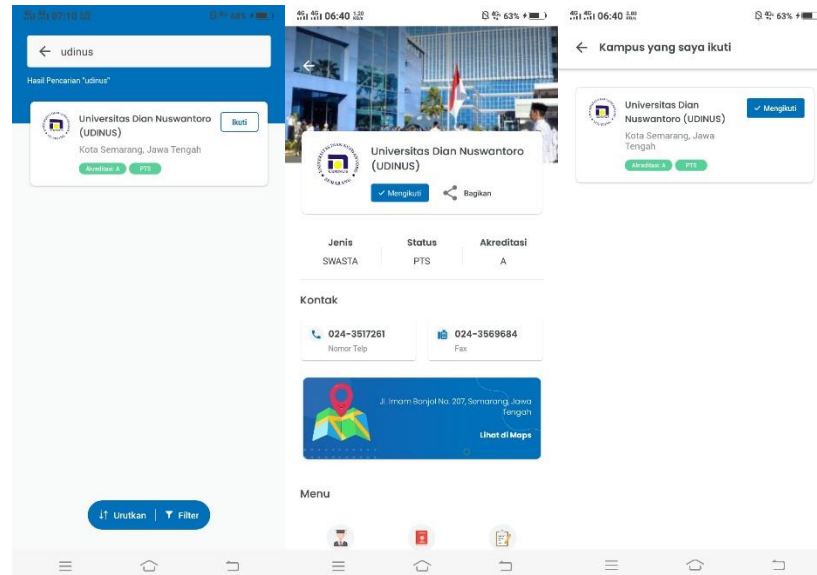 07:10
udinus
Hasil Pencarian "udinus"
Universitas Dian Nuswantoro
(UDINUS)
Ikuti
Kota Semarang, Jawa Tengah
Akreditasi: A
PTS
Urutkan
Filter
06:40
63%
Universitas Dian Nuswantoro
(UDINUS)
Mengikuti
Bagikan
Jenis
Status
Akreditasi
SWASTA
PTS
A
Kontak
024-3517261
Nomor Telp
024-3569684
Fax
Jl. Imam Bonjol No. 207, Semarang, Jawa
Tengah
Lihat di Maps
Menu
06:40
63%
Kampus yang saya ikuti
Universitas Dian
Nuswantoro (UDINUS)
Mengikuti
Kota Semarang, Jawa
Tengah
Akreditasi: A
PTS